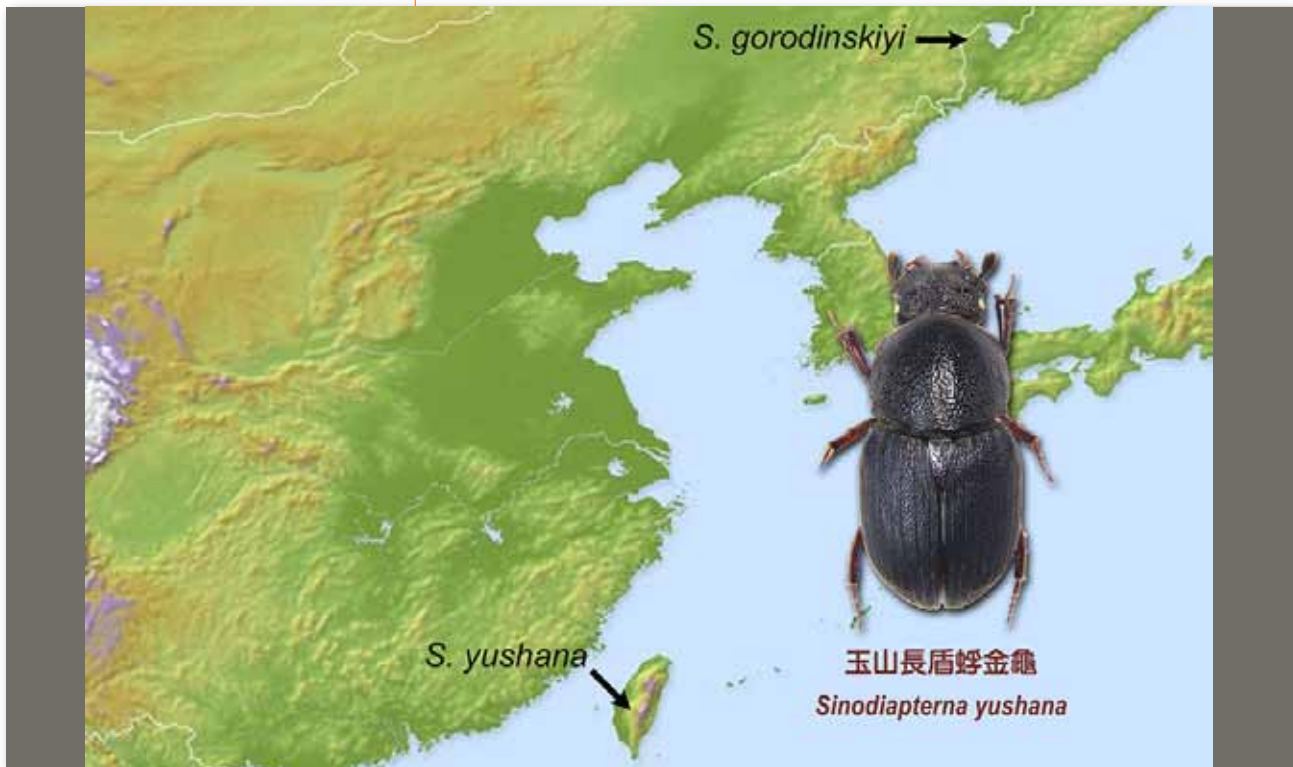 S. gorodinskiyi
S. yushana
玉山長盾蜉金龜
Sinodiapterna yushana